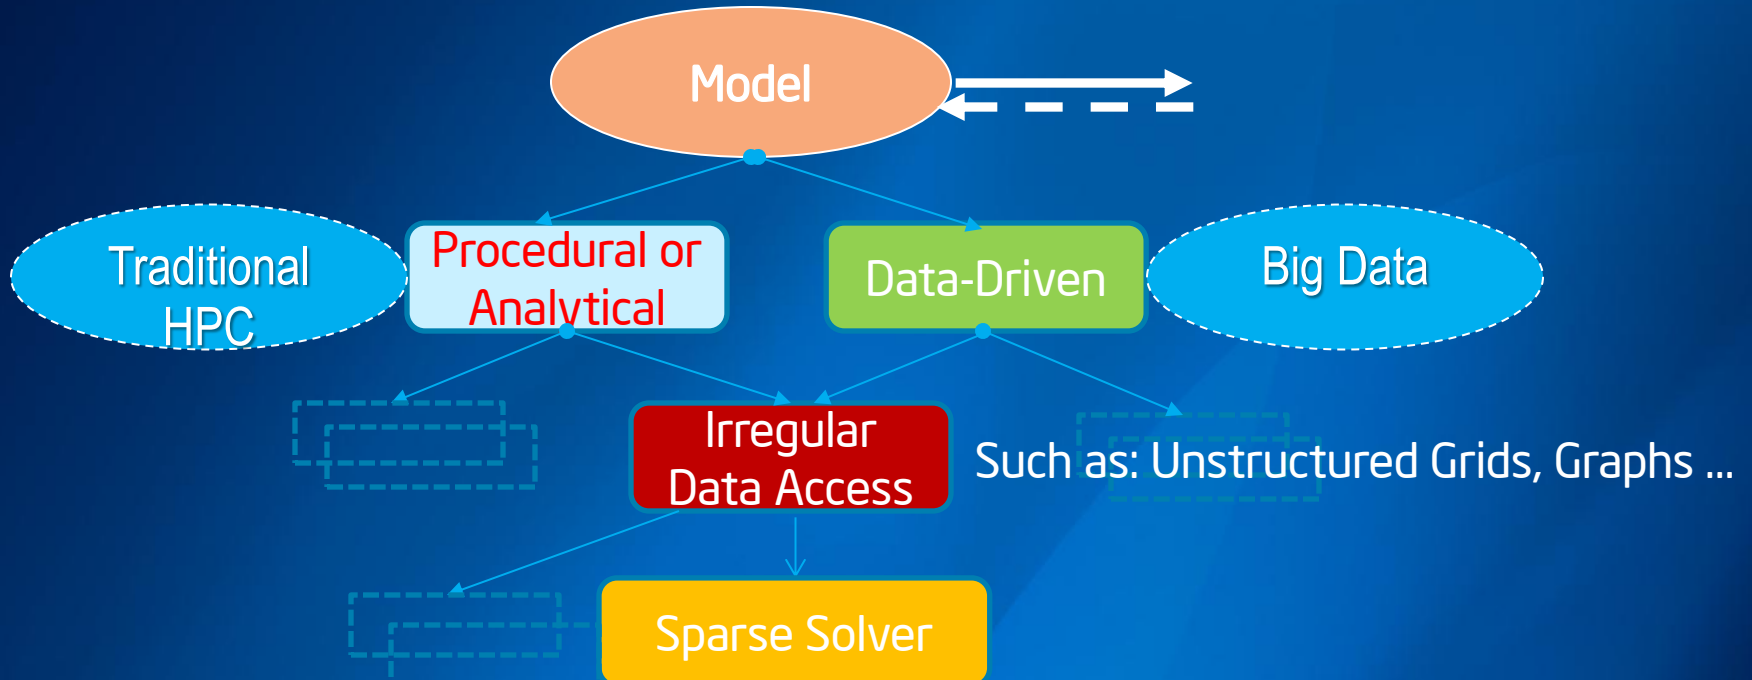 Model
Traditional
HPC
Procedural or
Analytical
Data-Driven
Big Data
Irregular
Data Access
Such as: Unstructured Grids, Graphs ...
Sparse Solver